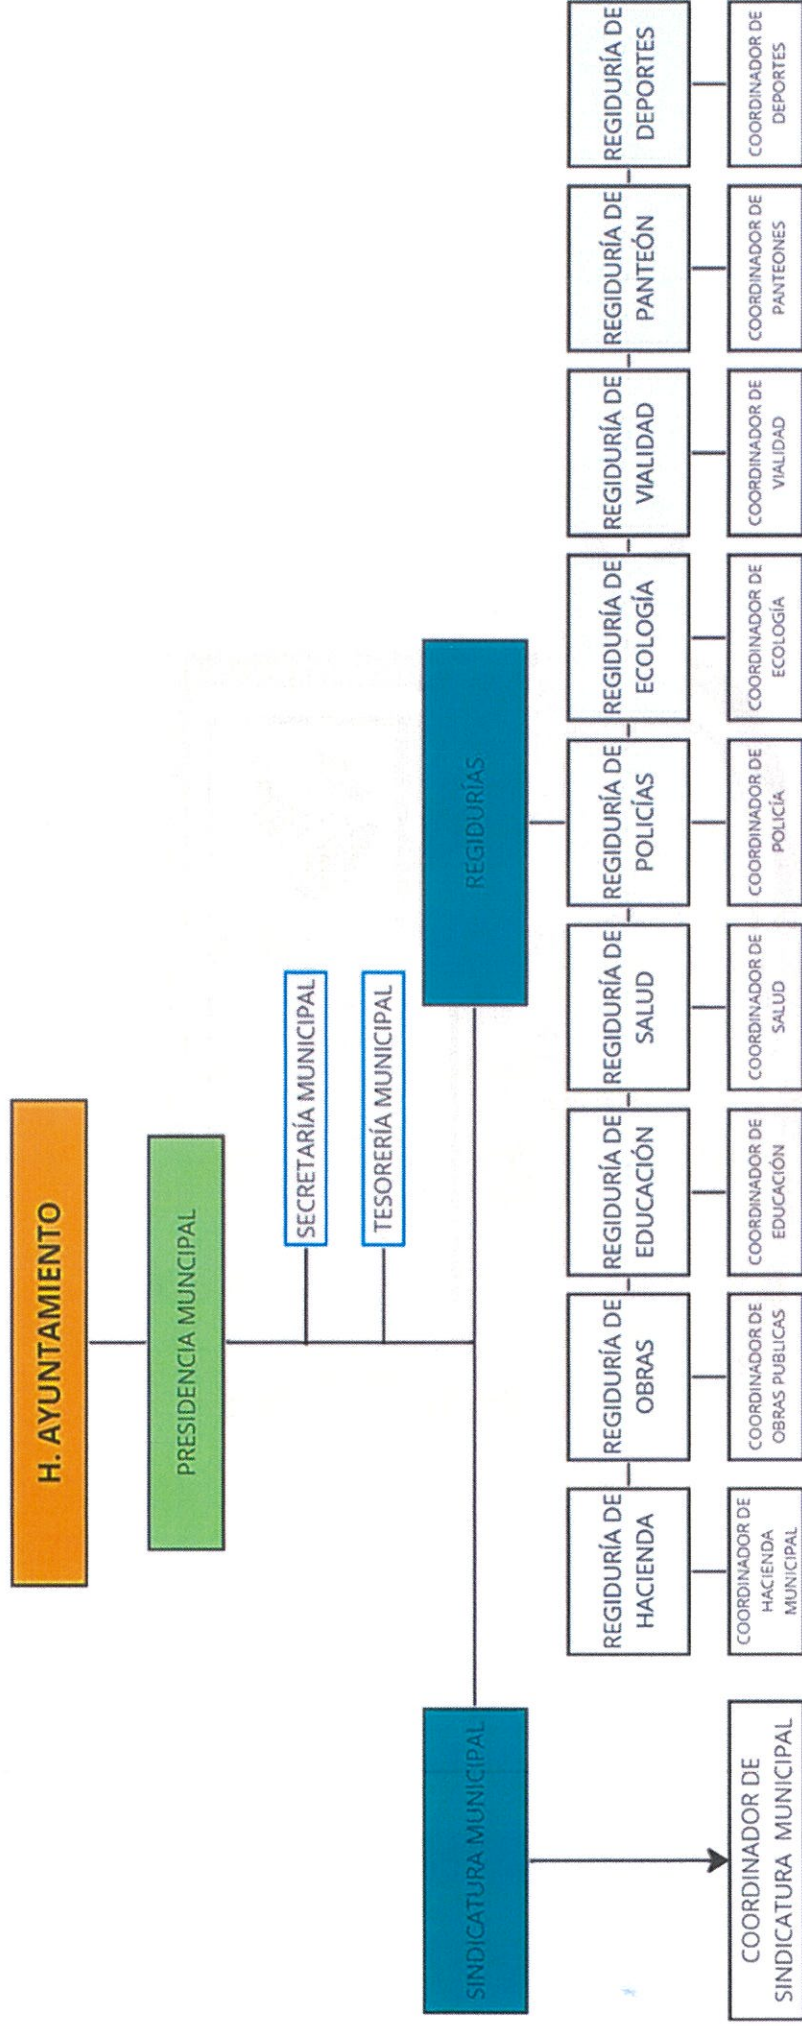 H. AYUNTAMIENTO
PRESIDENCIA MUNCIPAL
SECRETARÍA MUNICIPAL
TESORERÍA MUNICIPAL
SINDICATURA MUNICIPAL
REGIDURÍAS
REGIDURÍA DE
HACIENDA
REGIDURÍA DE
OBRAS
REGIDURÍA DE
EDUCACIÓN
REGIDURÍA DE
SALUD
REGIDURÍA DE
POLICÍAS
REGIDURÍA DE
ECOLOGÍA
REGIDURÍA DE
VIALIDAD
REGIDURÍA DE
PANTEÓN
REGIDURÍA DE
DEPORTES
COORDINADOR DE
SINDICATURA MUNICIPAL
COORDINADOR DE
HACIENDA
MUNICIPAL
COORDINADOR DE
OBRAS PUBLICAS
COORDINADOR DE
EDUCACIÓN
COORDINADOR DE
SALUD
COORDINADOR DE
POLICÍA
COORDINADOR DE
ECOLOGÍA
COORDINADOR DE
VIALIDAD
COORDINADOR DE
PANTEONES
COORDINADOR DE
DEPORTES